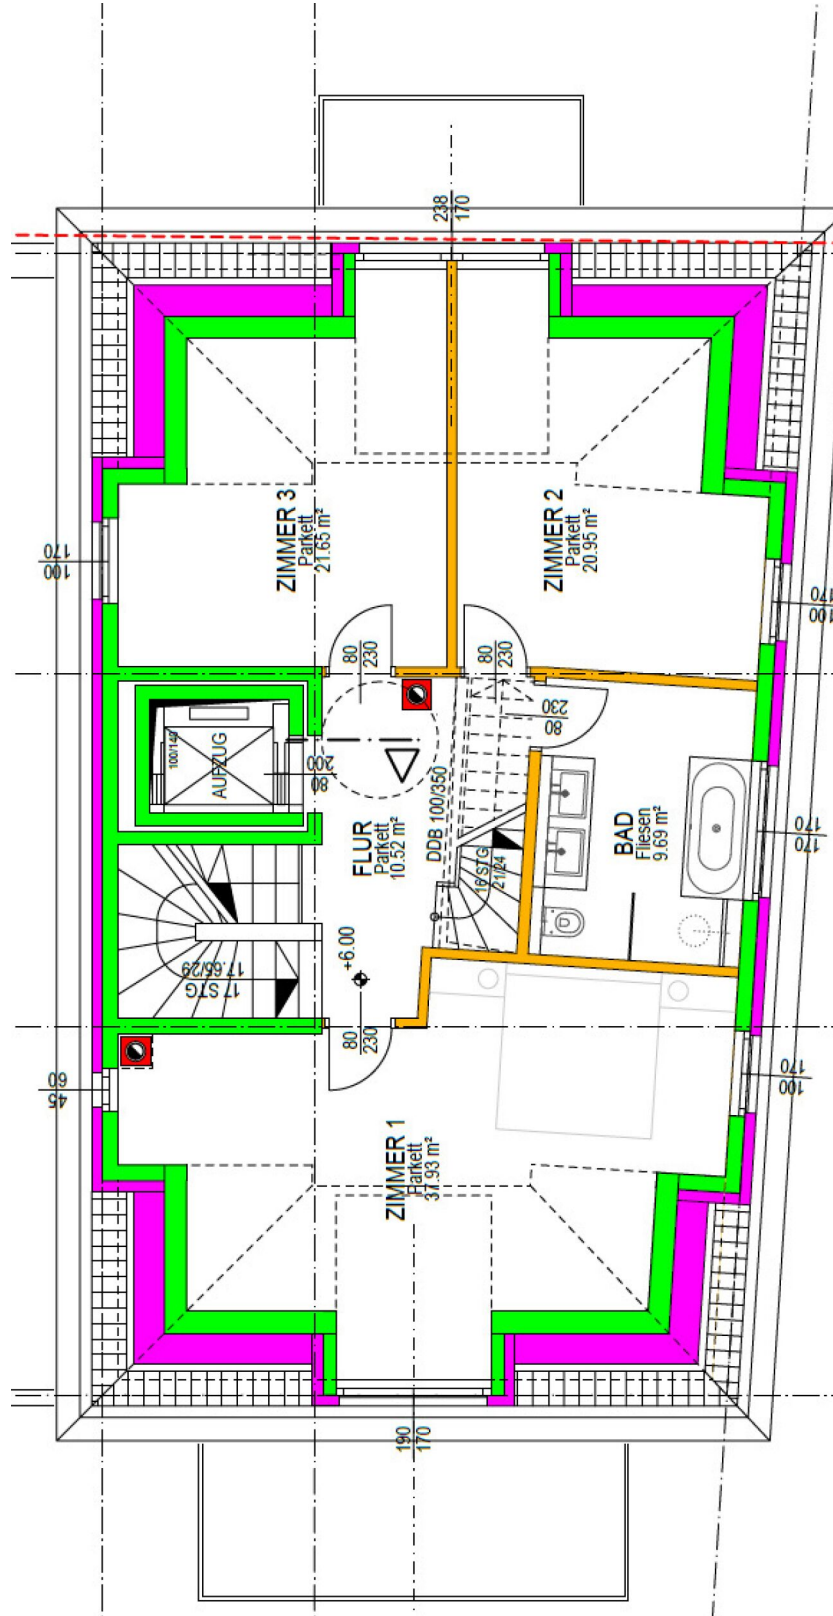 238
170
ZIMMER 3
Parkett
21.65 m²
ZIMMER 2
Parkett
20.95 m²
170
100
170
100
80
230
80
230
80
230
100/140
AUFZUG
80
200
FLUR
Parkett
10.52 m²
DDB 100/350
16 STG
21/24
BAD
Fliesen
9.69 m²
170
170
17 STG
17.65/29
+6.00
80
230
45
60
170
100
ZIMMER 1
Parkett
37.93 m²
190
170